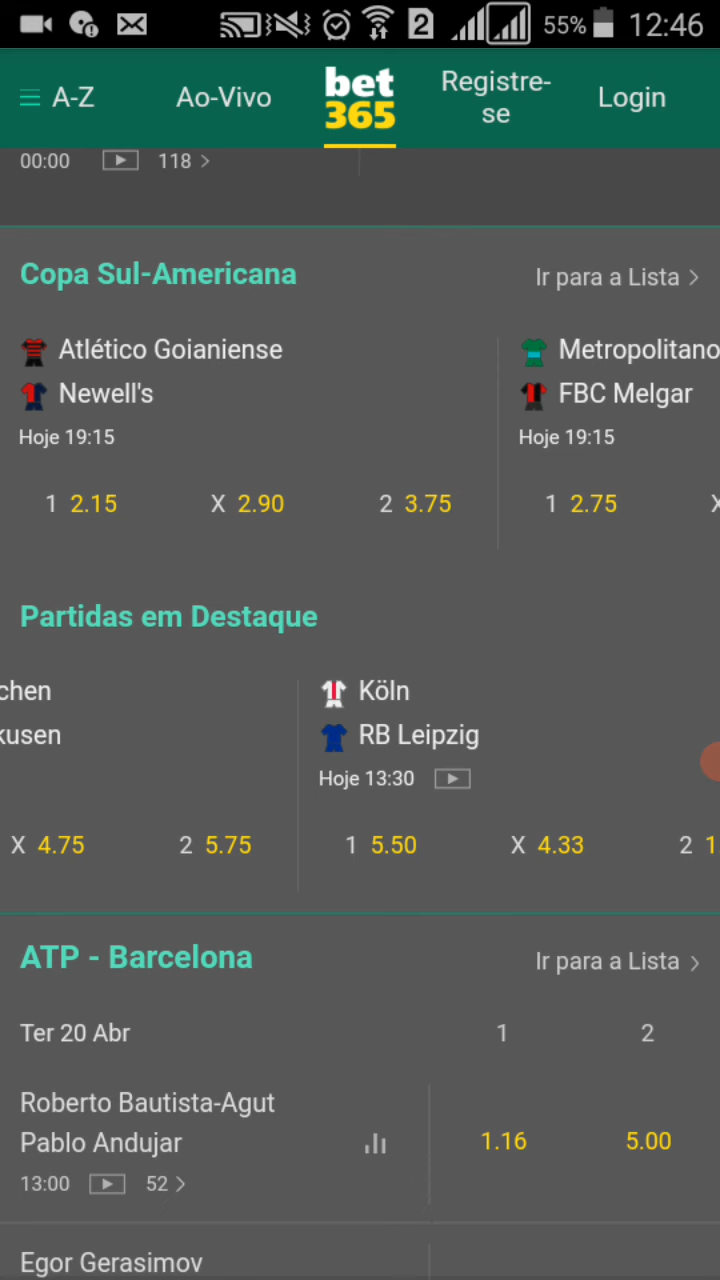 2 55% 12:46
A-Z Ao-Vivo bet 365 Registre-se Login
00:00 118 >
Copa Sul-Americana Ir para a Lista >
Atlético Goianiense
Newell's
Hoje 19:15
1 2.15 X 2.90 2 3.75
Metropolitano
FBC Melgar
Hoje 19:15
1 2.75 X
Partidas em Destaque
chen
kusen
X 4.75 2 5.75
Köln
RB Leipzig
Hoje 13:30
1 5.50 X 4.33 2 1
ATP - Barcelona Ir para a Lista >
Ter 20 Abr 1 2
Roberto Bautista-Agut
Pablo Andujar 1.16 5.00
13:00 52 >
Egor Gerasimov